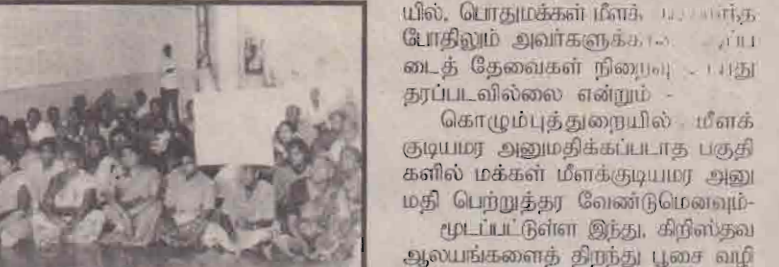 யில், பொதுமக்கள் மீளக்
போதிலும் அவர்களுக்கான
டைத் தேவைகள்
தரப்படவில்லை என்றும் -
கொழும்புத்துறையில் மீளக்
குடியமர அனுமதிக்கப்படாத பகுதி
களில் மக்கள் மீளக்குடியமர அனு
மதி பெற்றுத்தர வேண்டுமெனவும்-
மூடப்பட்டுள்ள இந்து, கிறிஸ்தவ
ஆலயங்களைத் திறந்து பூசை வழி